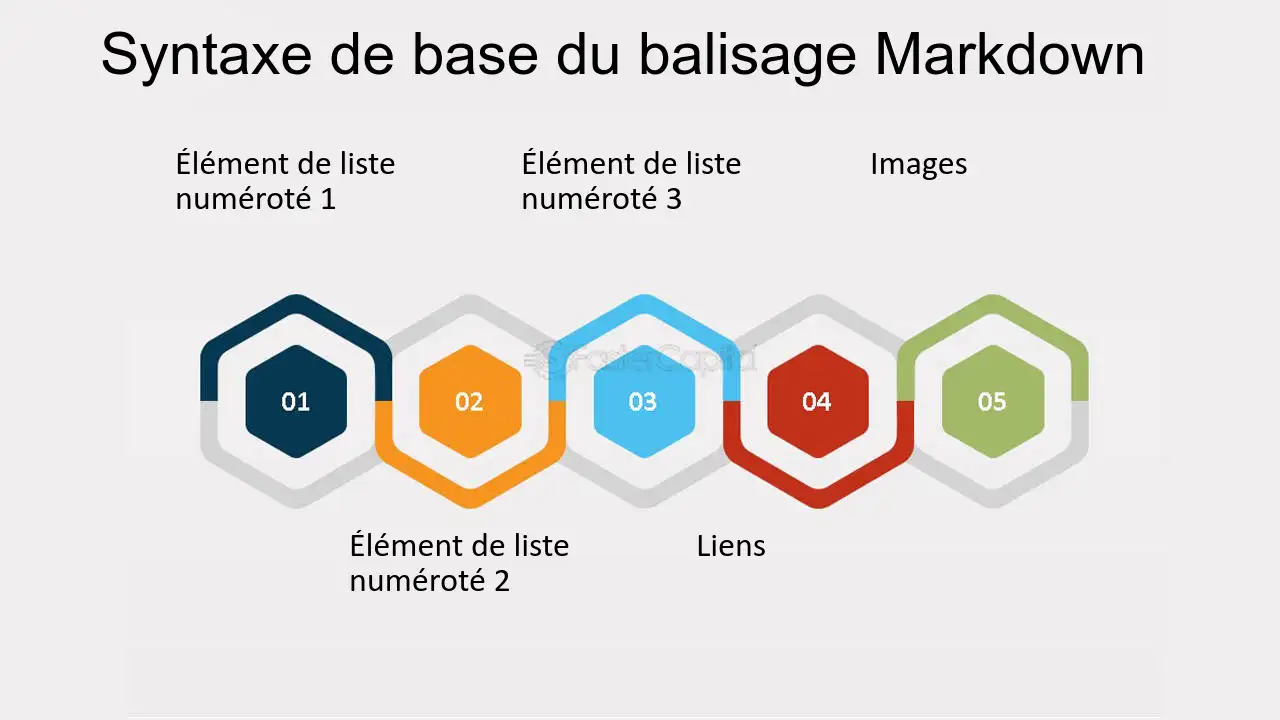 Syntaxe de base du balisage Markdown
Élément de liste
numéroté 1
Élément de liste
numéroté 3
Images
FasterCapital
01
02
03
04
05
Élément de liste
numéroté 2
Liens